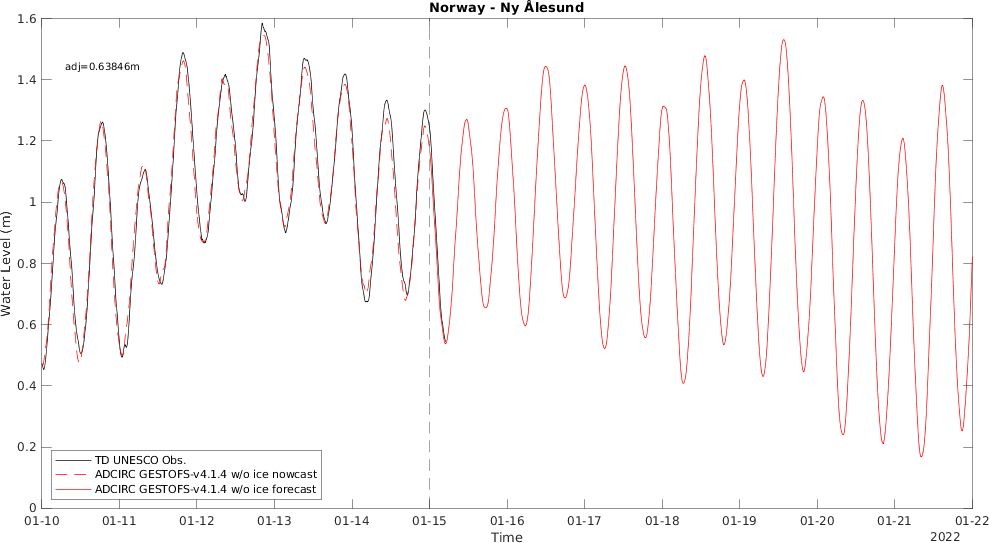 Norway - Ny Ålesund
1.6
adj=0.63846m
1.4
1.2
1
0.8
0.6
0.4
0.2
0
Water Level (m)
TD UNESCO Obs.
ADCIRC GESTOFS-v4.1.4 w/o ice nowcast
ADCIRC GESTOFS-v4.1.4 w/o ice forecast
01-10 01-11 01-12 01-13 01-14 01-15 01-16 01-17 01-18 01-19 01-20 01-21 01-22
Time
2022